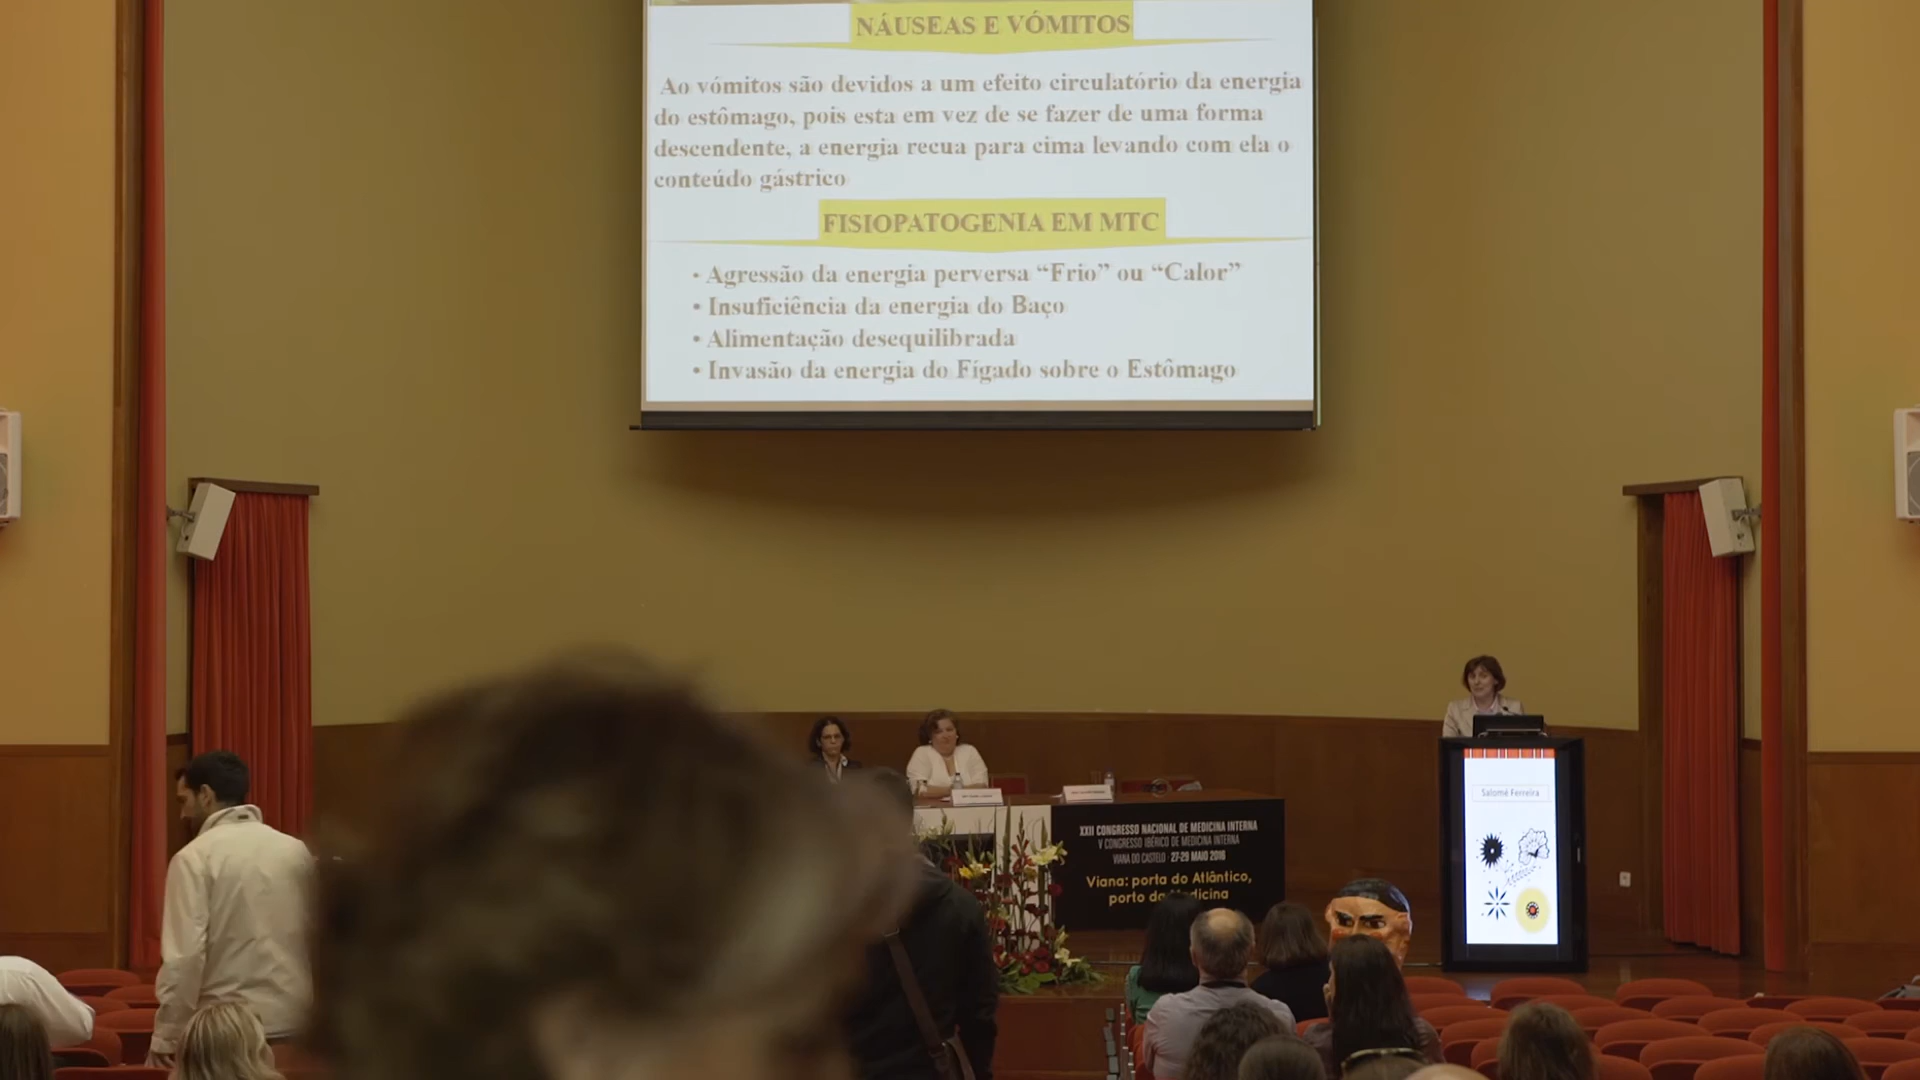 NÁUSEAS E VÓMITOS
Ao vómitos são devidos a um efeito circulatório da energia
do estômago, pois esta em vez de se fazer de uma forma
descendente, a energia recua para cima levando com ela o
conteúdo gástrico
FISIOPATOGENIA EM MTC
• Agressão da energia perversa “Frio” ou “Calor”
• Insuficiência da energia do Baço
• Alimentação desequilibrada
• Invasão da energia do Fígado sobre o Estômago
Salomé Ferreira
XXII CONGRESSO NACIONAL DE MEDICINA INTERNA
V CONGRESSO IBÉRICO DE MEDICINA INTERNA
VIANA DO CASTELO 27-29 MAIO 2016
Viana: porta do Atlântico,
porto da Medicina